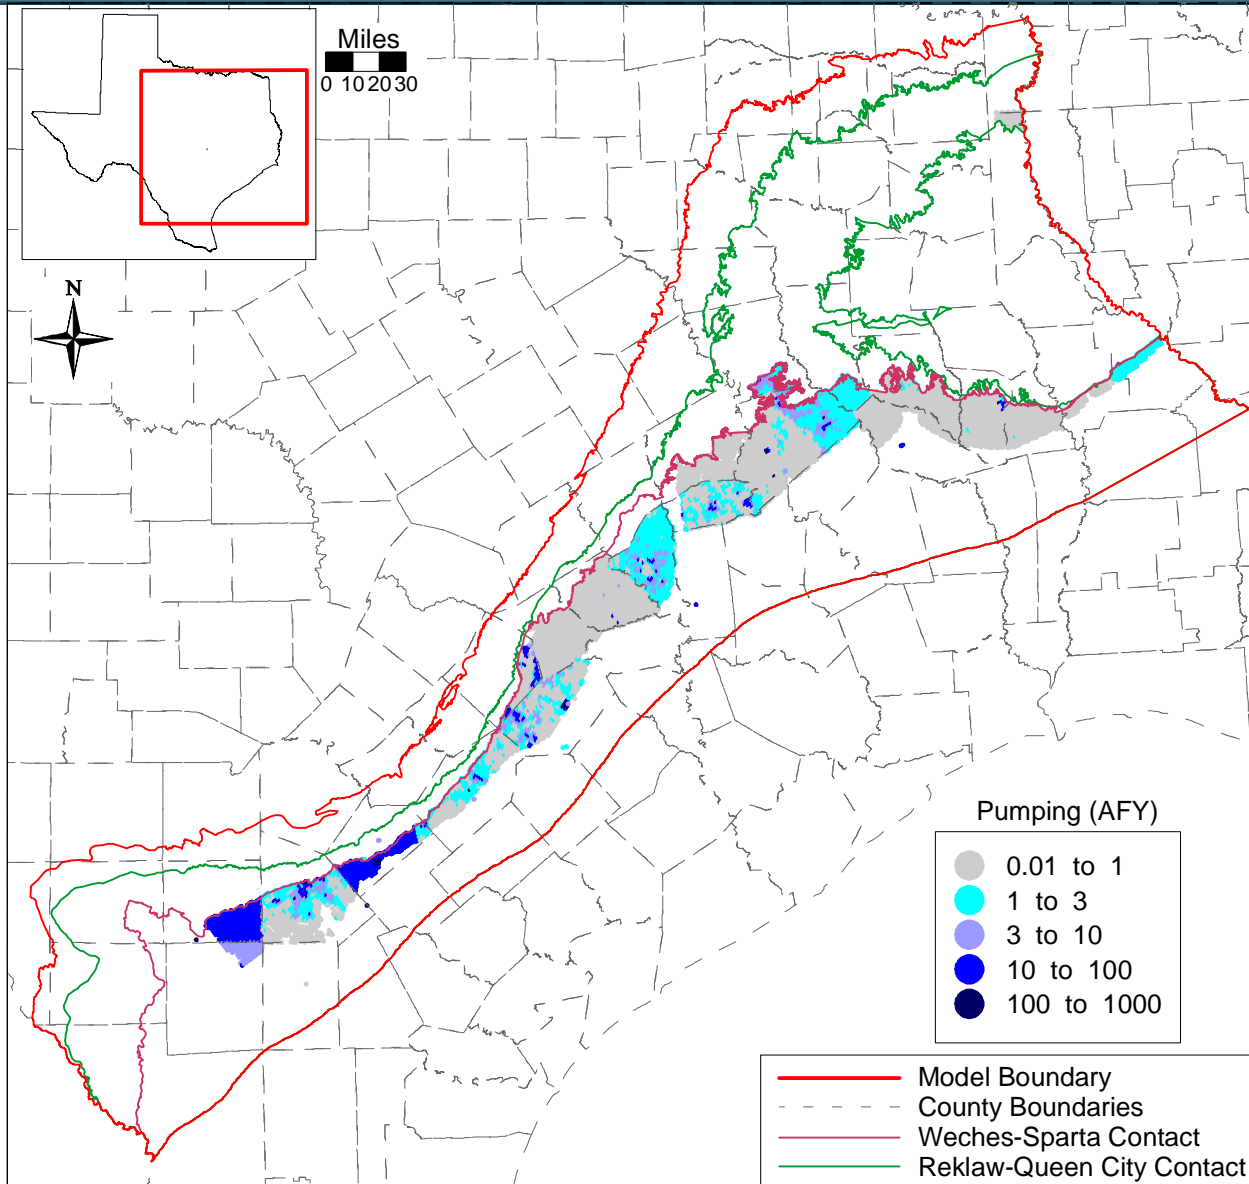 Miles
0 10 20 30
N
Pumping (AFY)
0.01 to 1
1 to 3
3 to 10
10 to 100
100 to 1000
Model Boundary
County Boundaries
Weches-Sparta Contact
Reklaw-Queen City Contact